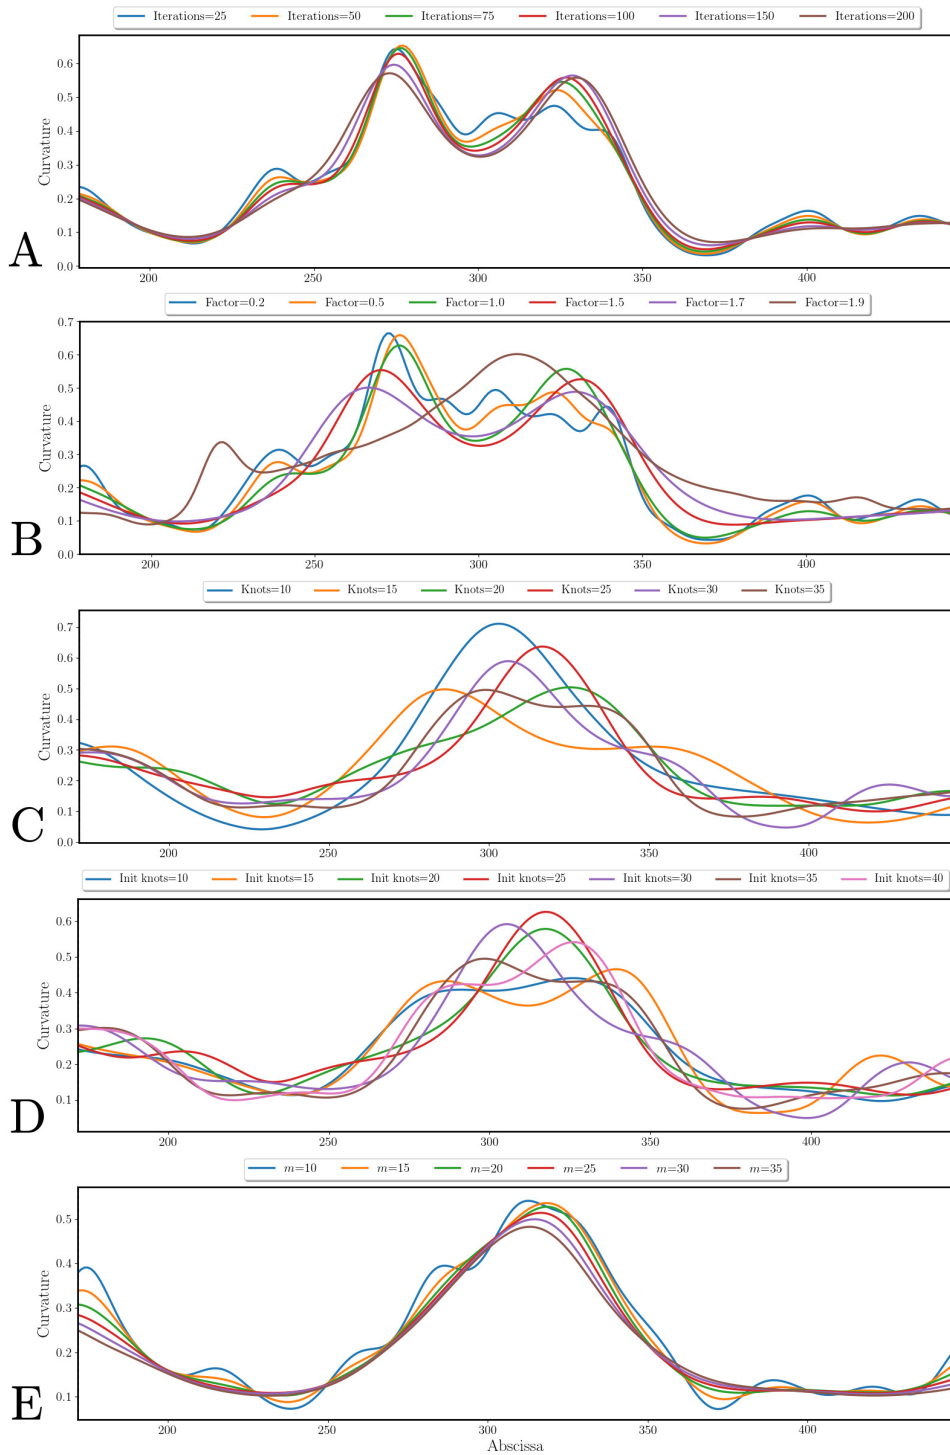 Iterations=25 Iterations=50 Iterations=75 Iterations=100 Iterations=150 Iterations=200
0.6
0.5
0.4
0.3
0.2
0.1
0.0
Curvature
A
200 250 300 350 400
Factor=0.2 Factor=0.5 Factor=1.0 Factor=1.5 Factor=1.7 Factor=1.9
0.7
0.6
0.5
0.4
0.3
0.2
0.1
0.0
Curvature
B
200 250 300 350 400
Knots=10 Knots=15 Knots=20 Knots=25 Knots=30 Knots=35
0.7
0.6
0.5
0.4
0.3
0.2
0.1
0.0
Curvature
C
200 250 300 350 400
Init knots=10 Init knots=15 Init knots=20 Init knots=25 Init knots=30 Init knots=35 Init knots=40
0.6
0.5
0.4
0.3
0.2
0.1
Curvature
D
200 250 300 350 400
m=10 m=15 m=20 m=25 m=30 m=35
0.5
0.4
0.3
0.2
0.1
Curvature
E
200 250 300 350 400
Abscissa